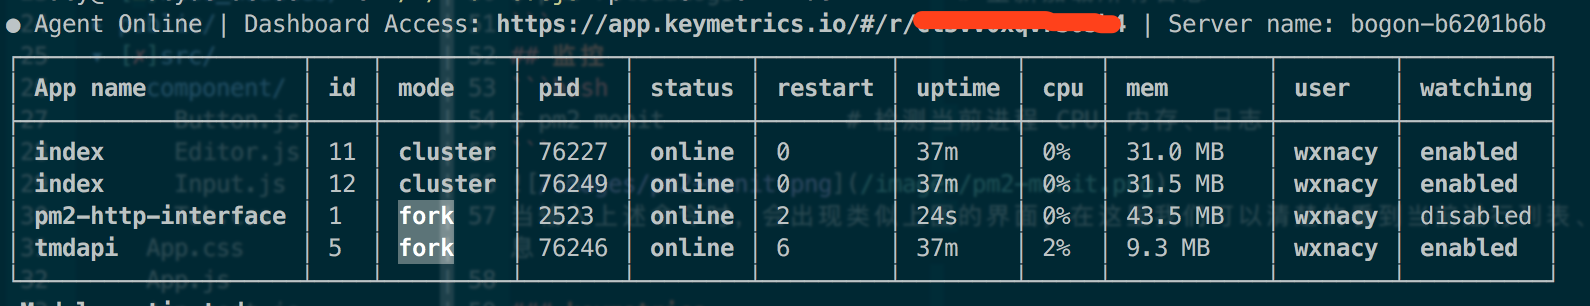 ● Agent Online | Dashboard Access: https://app.keymetrics.io/#/r/ | Server name: bogon-b6201b6b
App name | id | mode | pid | status | restart | uptime | cpu | mem | user | watching
index | 11 | cluster | 76227 | online | 0 | 37m | 0% | 31.0 MB | wxnacy | enabled
index | 12 | cluster | 76249 | online | 0 | 37m | 0% | 31.5 MB | wxnacy | enabled
pm2-http-interface | 1 | fork | 2523 | online | 2 | 24s | 0% | 43.5 MB | wxnacy | disabled
tmdapi | 5 | fork | 76246 | online | 6 | 37m | 2% | 9.3 MB | wxnacy | enabled